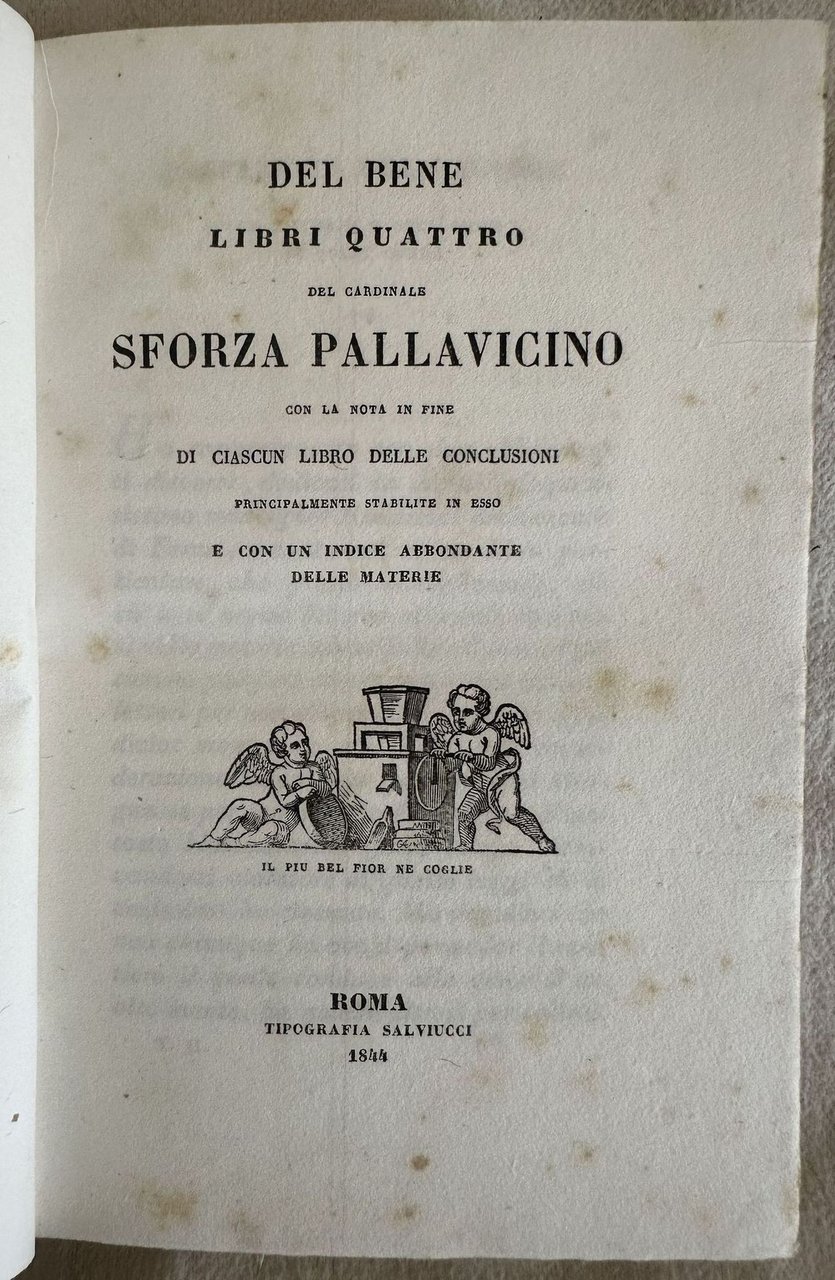 DEL BENE
LIBRI QUATTRO
DEL CARDINALE
SFORZA PALLAVICINO
CON LA NOTA IN FINE
DI CIASCUN LIBRO DELLE CONCLUSIONI
PRINCIPALMENTE STABILITE IN ESSO
E CON UN INDICE ABBONDANTE
DELLE MATERIE
IL PIU BEL FIOR NE COGLIE
ROMA
TIPOGRAFIA SALVIUCCI
1844